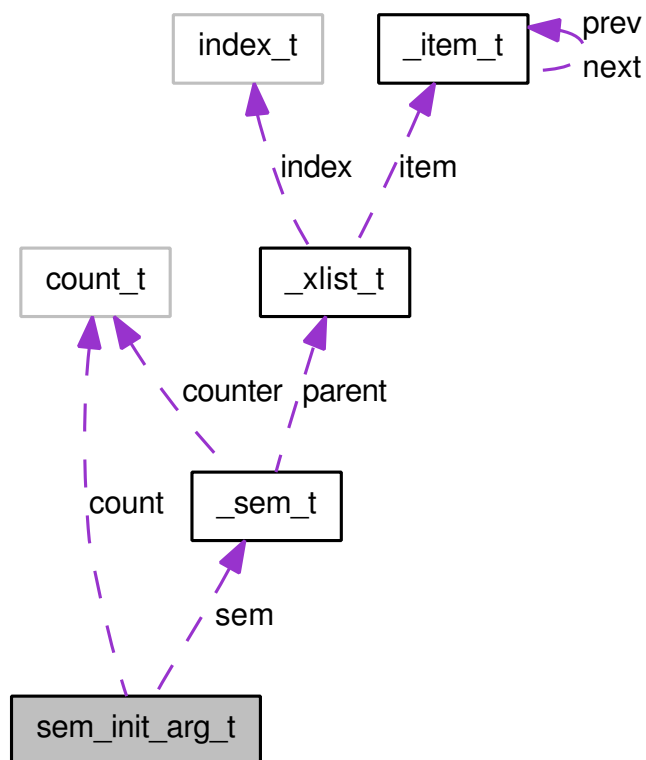 prev
index_t
_item_t
next
index
item
count_t
_xlist_t
counter
parent
count
_sem_t
sem
sem_init_arg_t